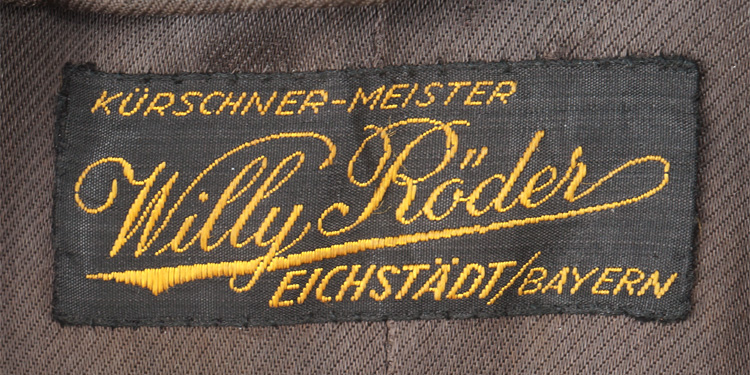 KÜRSCHNER-MEISTER
Willy Röder
EICHSTÄDT/BAYERN